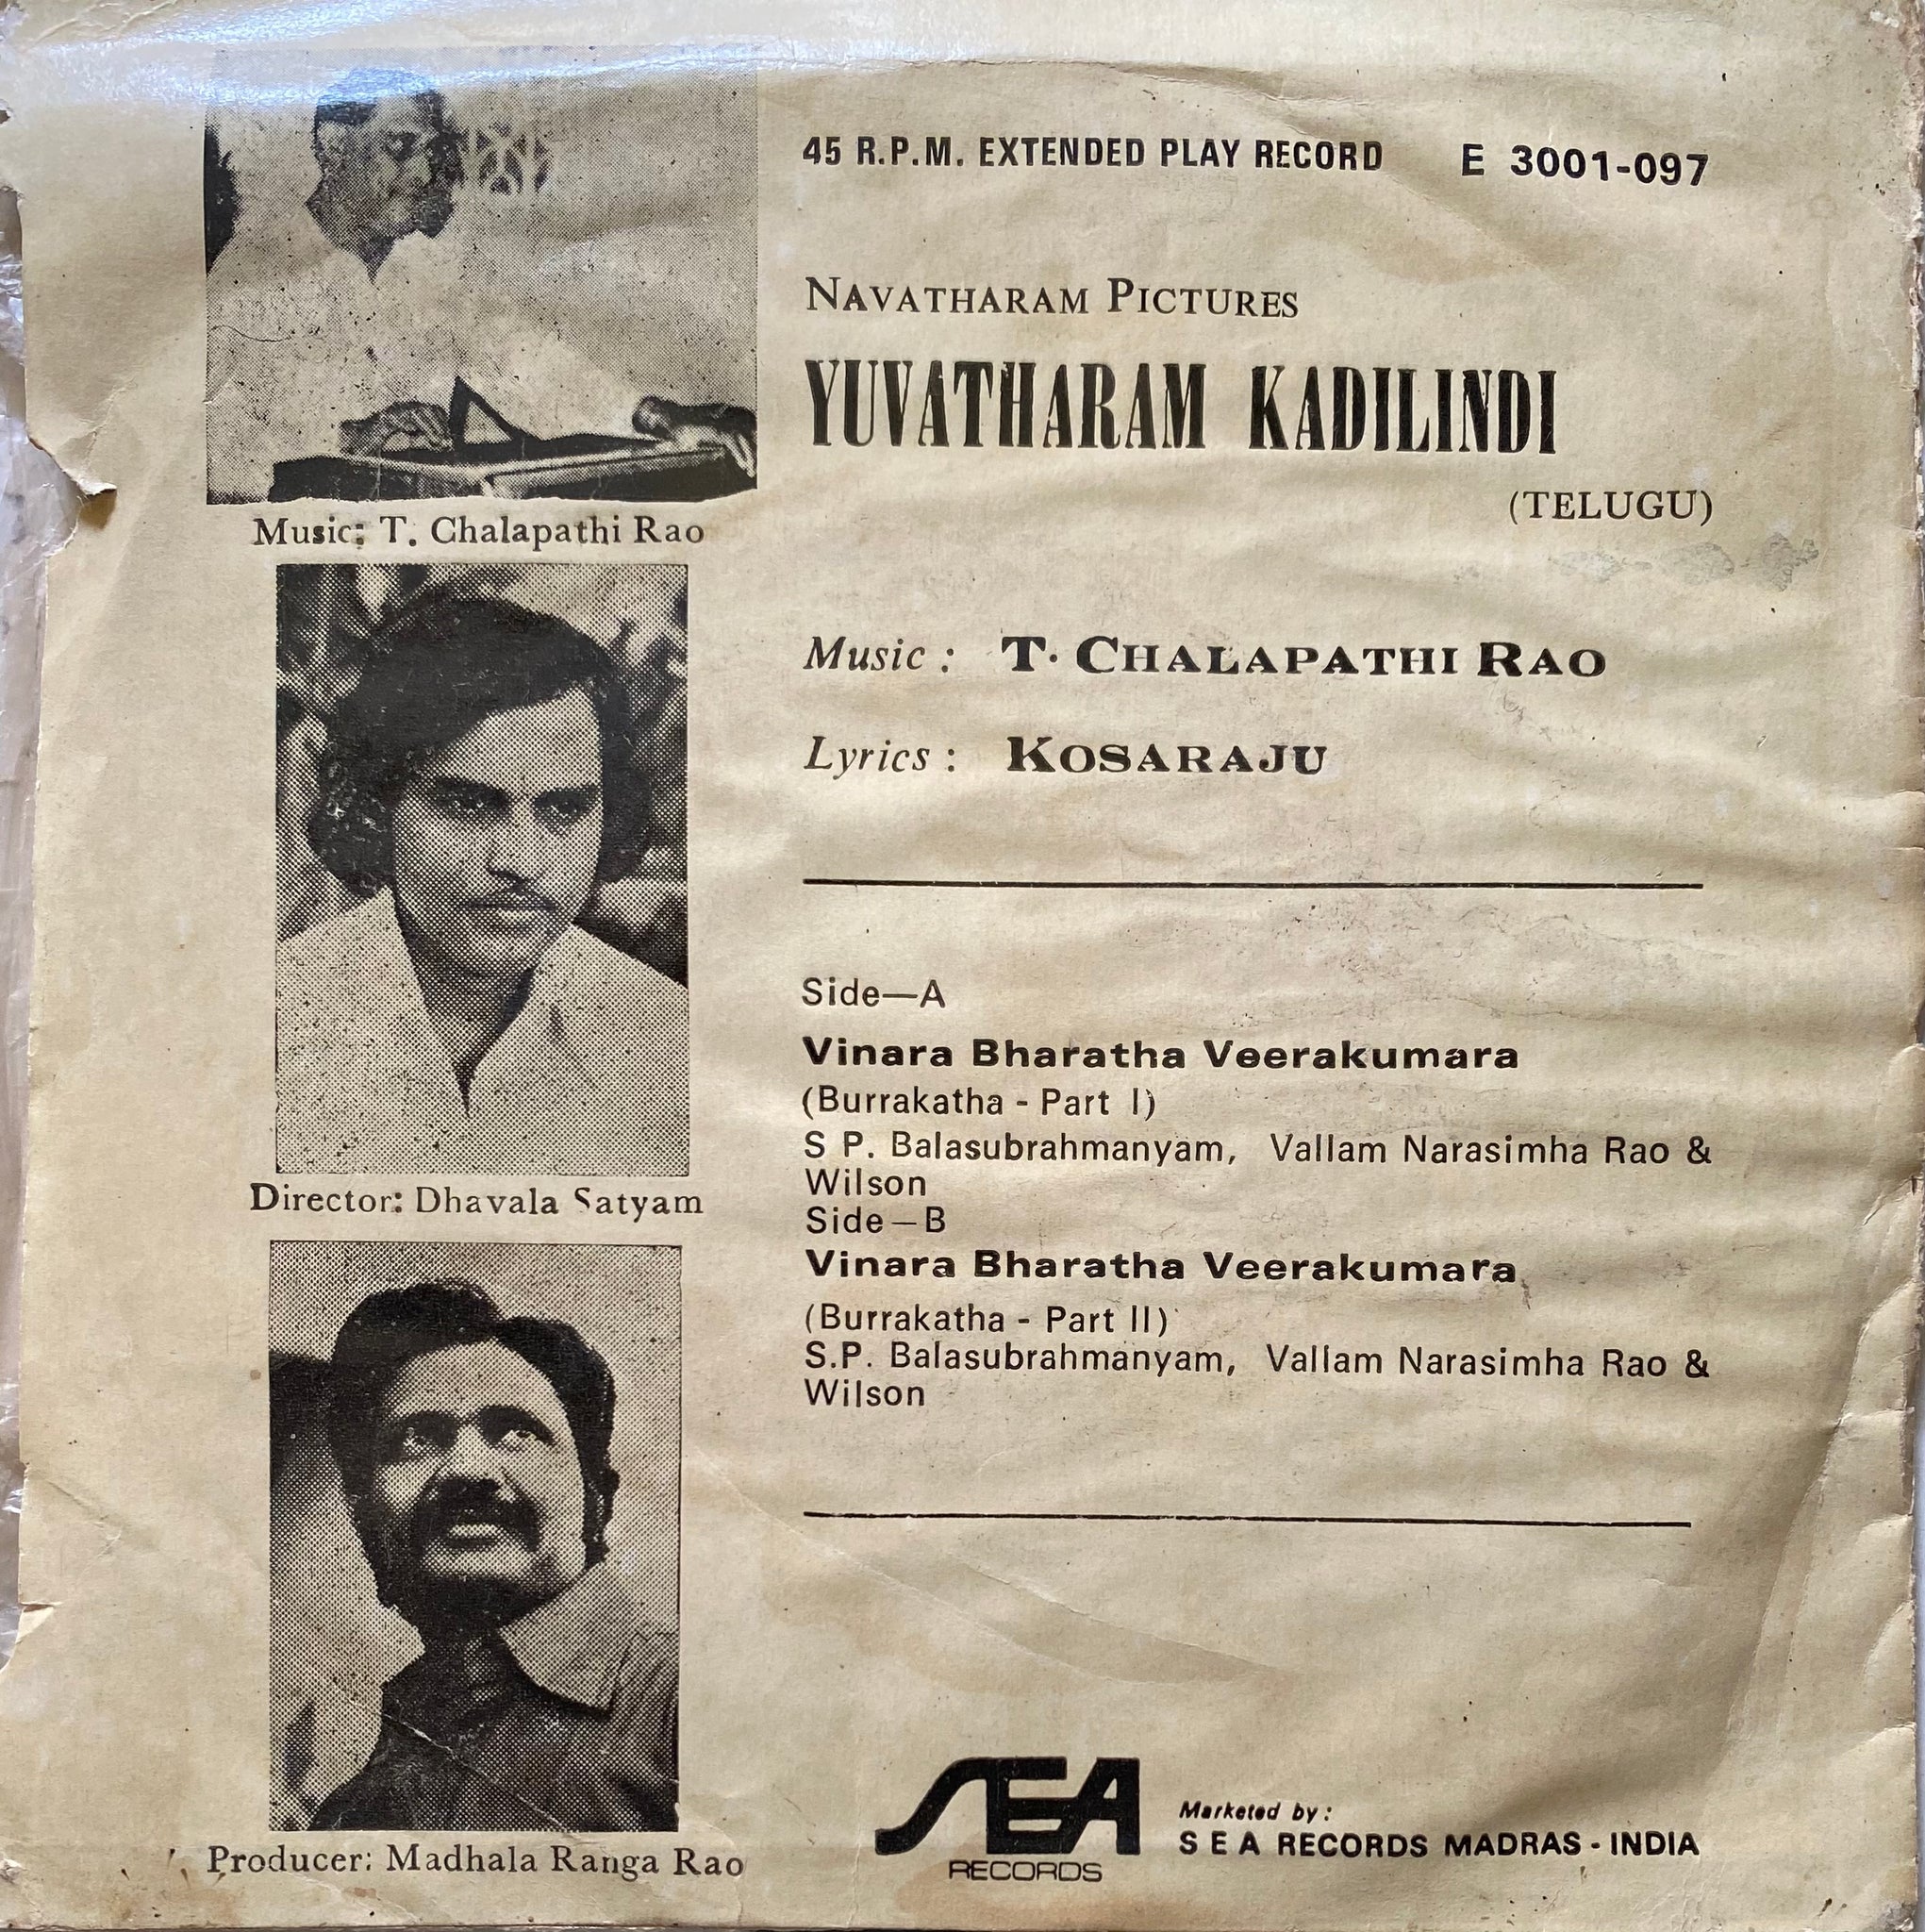 45 R.P.M. EXTENDED PLAY RECORD E 3001-097
NAVATHARAM PICTURES
YUVATHARAM KADILINDI
(TELUGU)
Music: T. Chalapathi Rao
Music : T. CHALAPATHI RAO
Lyrics : KOSARAJU
Side—A
Vinara Bharatha Veerakumara
(Burrakatha - Part I)
S P. Balasubrahmanyam, Vallam Narasimha Rao &
Wilson
Side—B
Vinara Bharatha Veerakumara
(Burrakatha - Part II)
S.P. Balasubrahmanyam, Vallam Narasimha Rao &
Wilson
Director: Dhavala Satyam
Producer: Madhala Ranga Rao
SEA
RECORDS
Marketed by :
S E A RECORDS MADRAS - INDIA